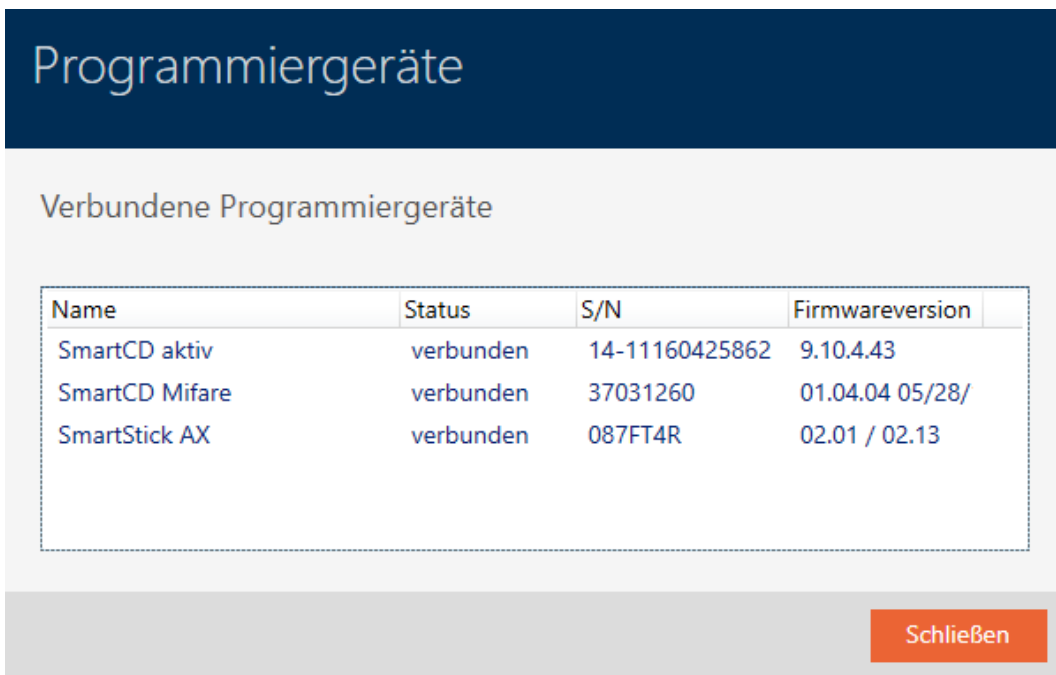 Programmiergeräte
Verbundene Programmiergeräte
Name Status S/N Firmwareversion
SmartCD aktiv verbunden 14-11160425862 9.10.4.43
SmartCD Mifare verbunden 37031260 01.04.04 05/28/
SmartStick AX verbunden 087FT4R 02.01 / 02.13
Schließen